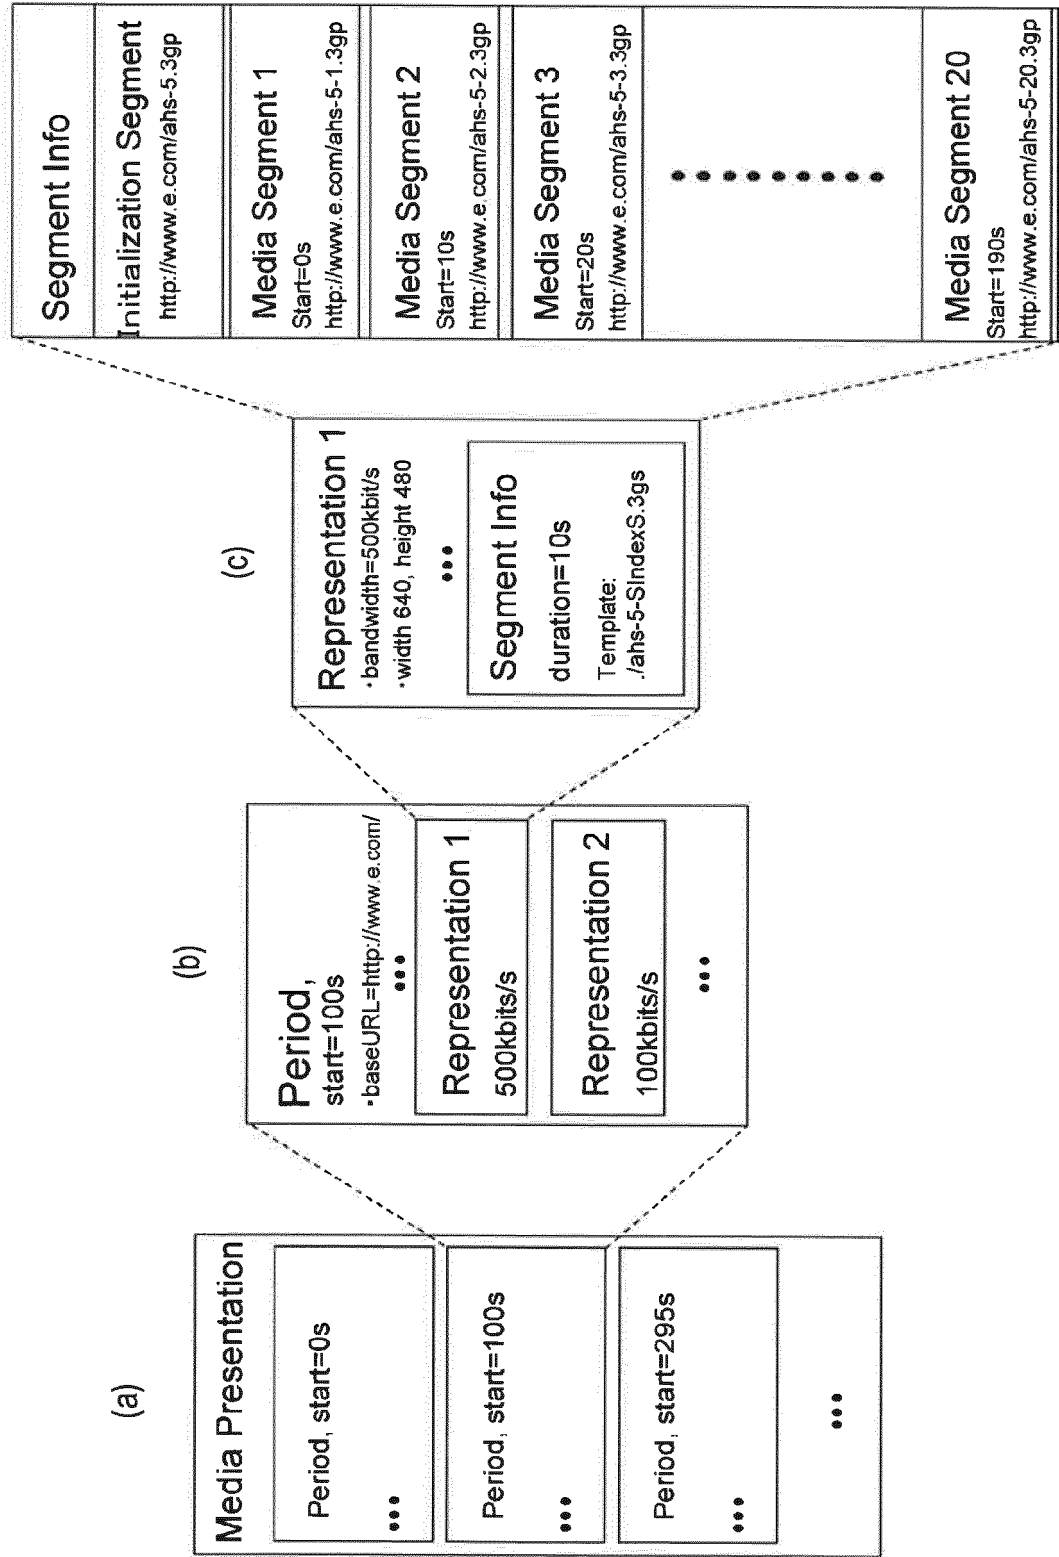 (a)
Media Presentation
Period, start=0s
•••
Period, start=100s
•••
Period, start=295s
•••
•••
(b)
Period,
start=100s
•baseURL=http://www.e.com/
•••
Representation 1
500kbits/s
Representation 2
100kbits/s
•••
(c)
Representation 1
•bandwidth=500kbit/s
•width 640, height 480
•••
Segment Info
duration=10s
Template:
./ahs-5-SIndexS.3gs
Segment Info
Initialization Segment
http://www.e.com/ahs-5.3gp
Media Segment 1
Start=0s
http://www.e.com/ahs-5-1.3gp
Media Segment 2
Start=10s
http://www.e.com/ahs-5-2.3gp
Media Segment 3
Start=20s
http://www.e.com/ahs-5-3.3gp
•••••••••
Media Segment 20
Start=190s
http://www.e.com/ahs-5-20.3gp